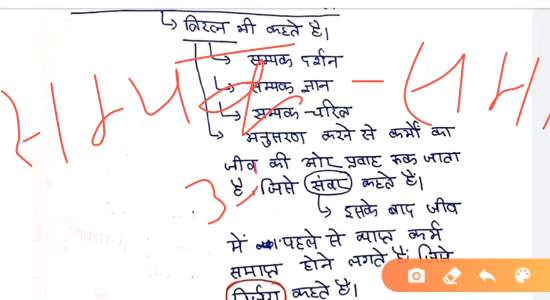 ↳ त्रिरत्न भी कहते है।
↳ सम्यक दर्शन
↳ सम्यक ज्ञान
↳ सम्यक चरित्र
↳ अनुसरण करने से कर्मों का
जीव की ओर प्रवाह रूक जाता
है जिसे संवर कहते हैं।
↳ इसके बाद जीव
में पहले से व्याप्त कर्म
समाप्त होने लगते हैं जिसे
निर्जरा कहते है।